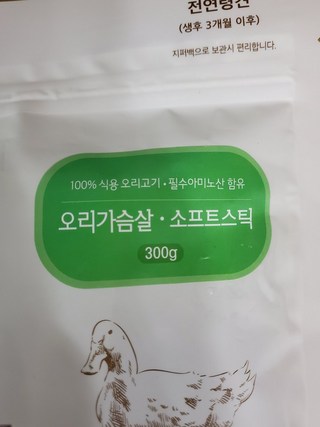 전연령견
(생후 3개월 이후)
지퍼백으로 보관시 편리합니다.
100% 식용 오리고기 • 필수아미노산 함유
오리가슴살 • 소프트스틱
300g